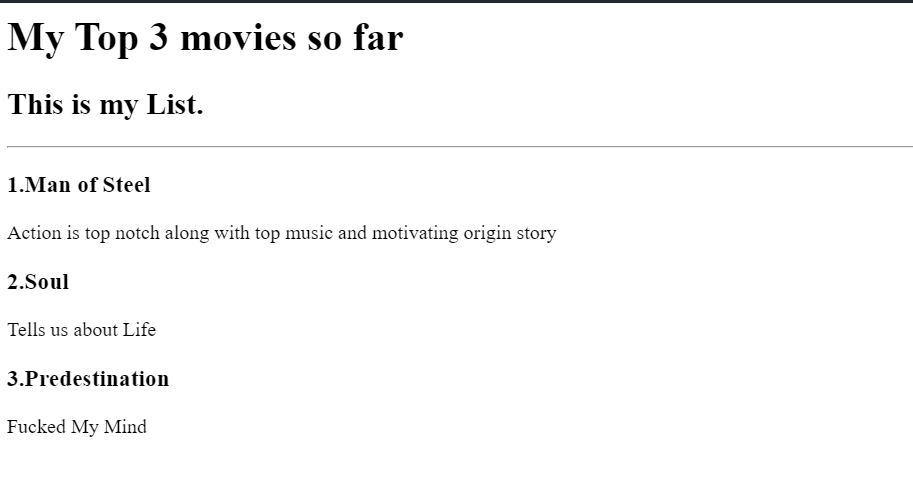 My Top 3 movies so far
This is my List.
1.Man of Steel
Action is top notch along with top music and motivating origin story
2.Soul
Tells us about Life
3.Predestination
Fucked My Mind